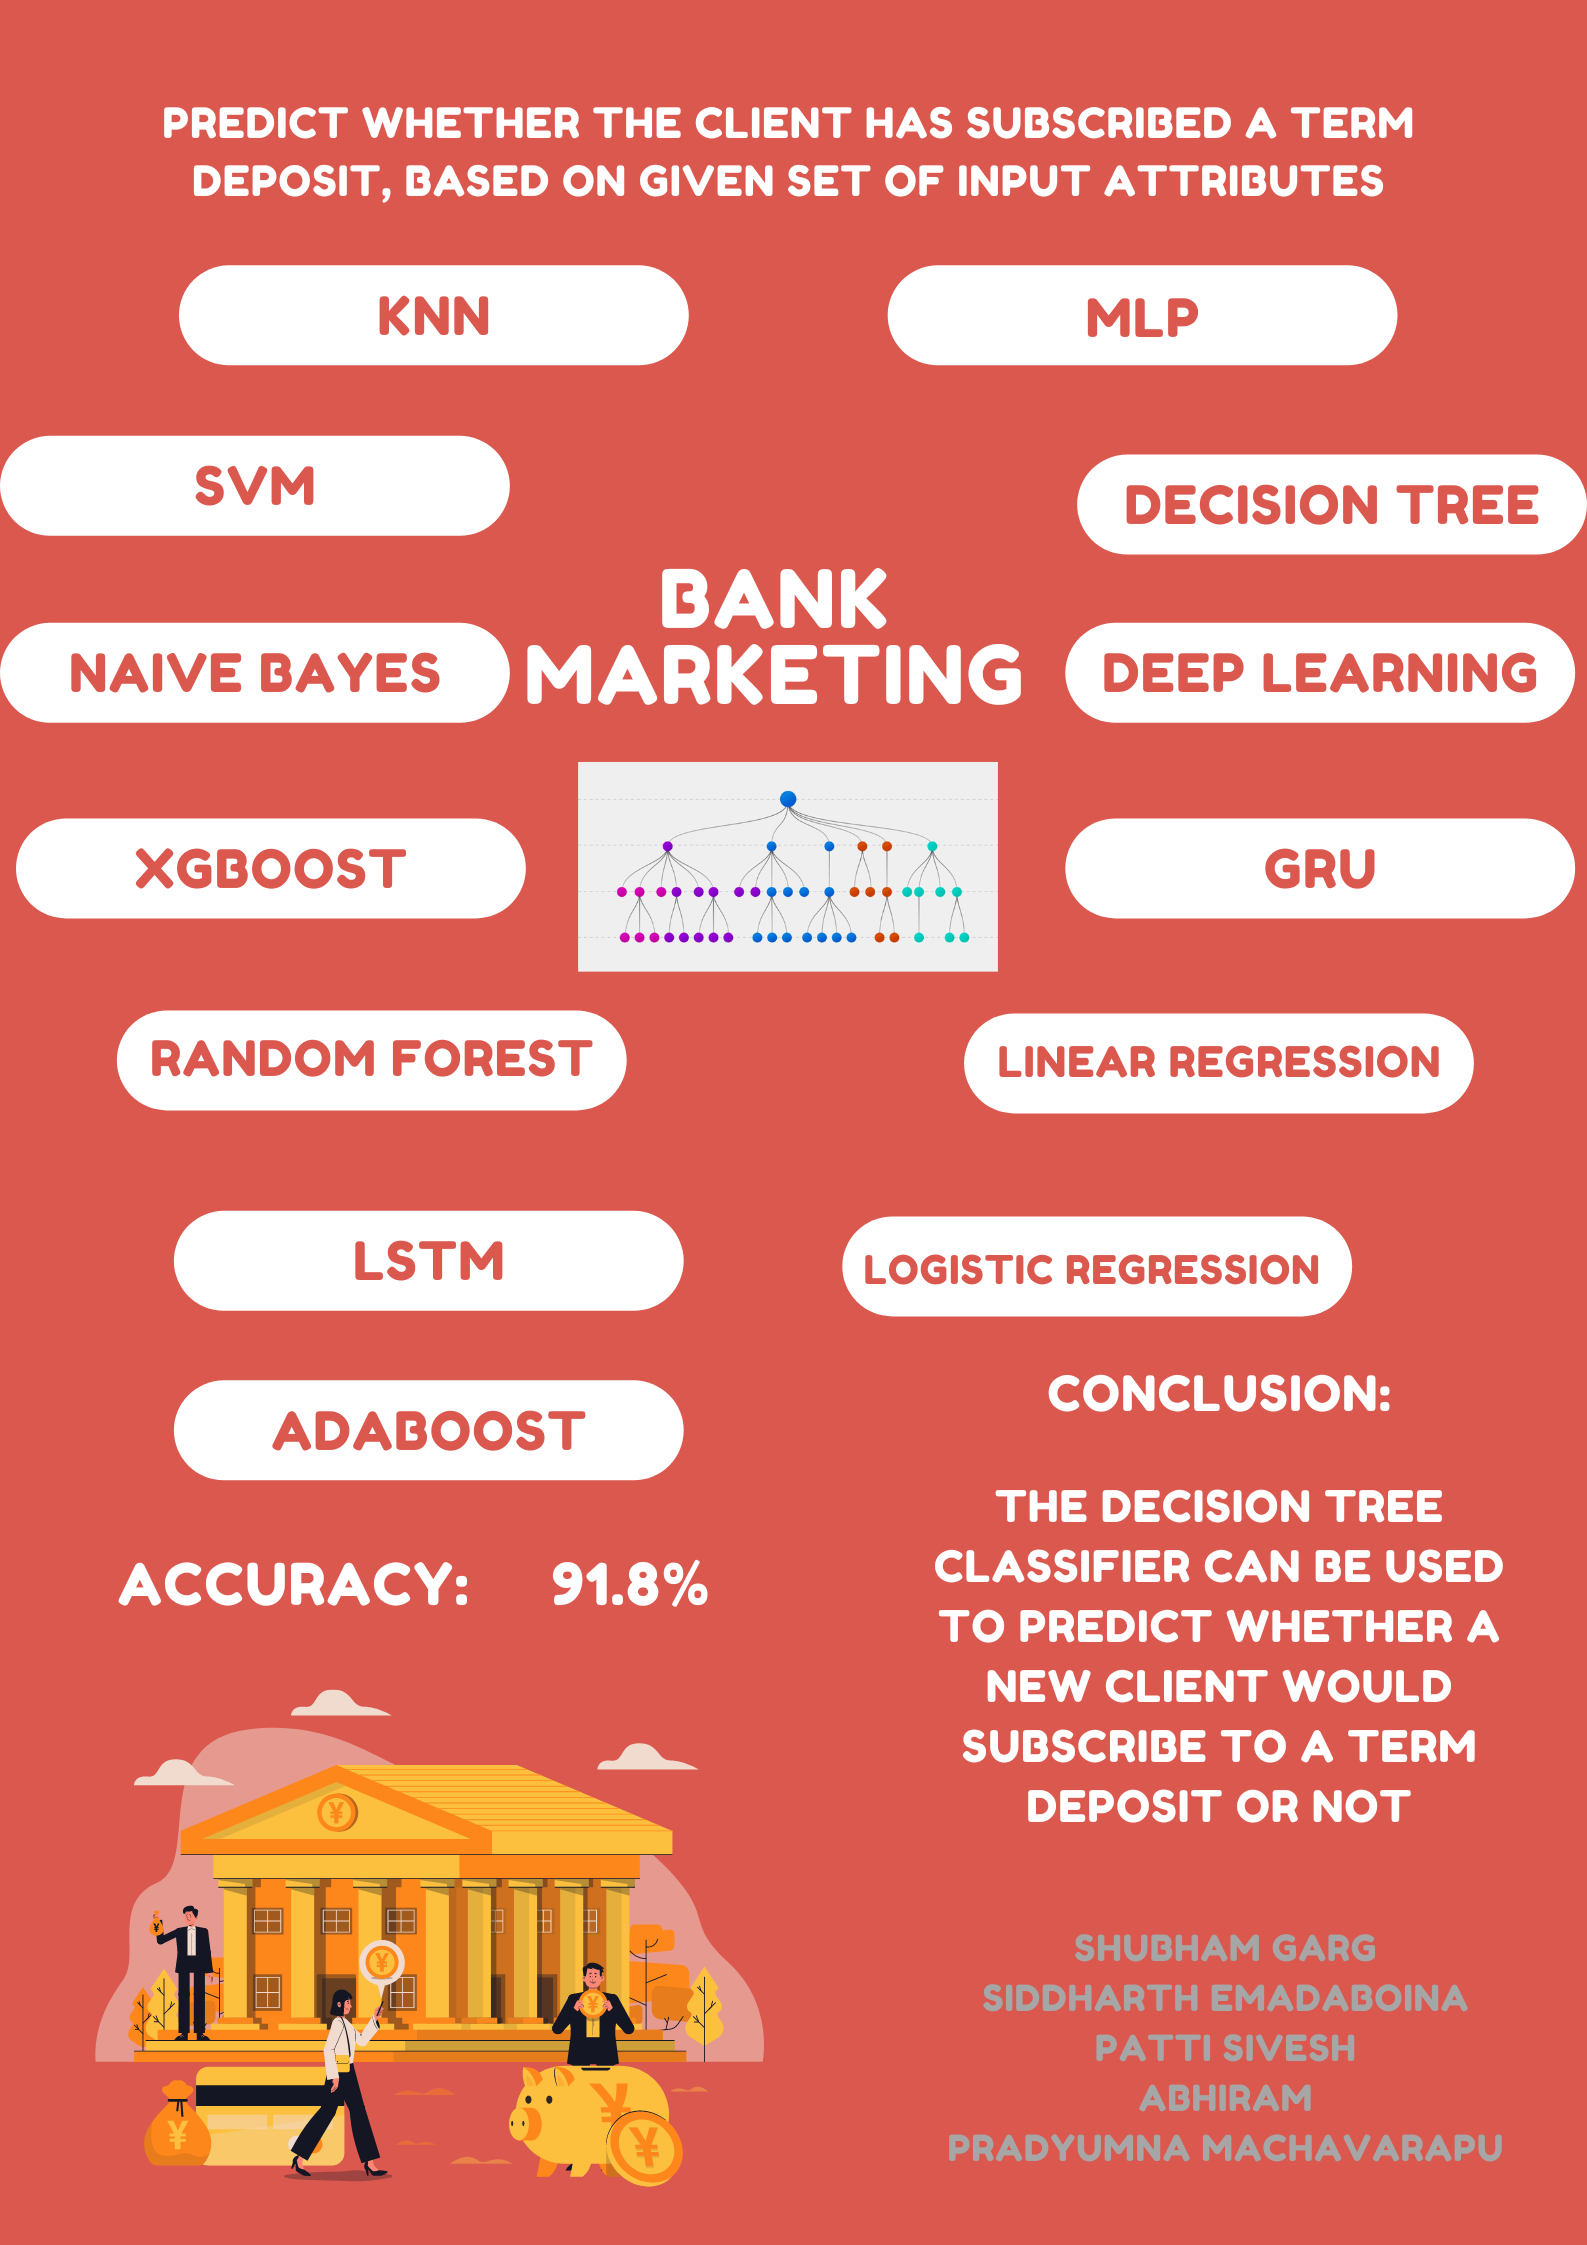 PREDICT WHETHER THE CLIENT HAS SUBSCRIBED A TERM
DEPOSIT, BASED ON GIVEN SET OF INPUT ATTRIBUTES
KNN
MLP
SVM
DECISION TREE
BANK
MARKETING
NAIVE BAYES
DEEP LEARNING
XGBOOST
GRU
RANDOM FOREST
LINEAR REGRESSION
LSTM
LOGISTIC REGRESSION
ADABOOST
ACCURACY: 91.8%
CONCLUSION:
THE DECISION TREE
CLASSIFIER CAN BE USED
TO PREDICT WHETHER A
NEW CLIENT WOULD
SUBSCRIBE TO A TERM
DEPOSIT OR NOT
¥
¥
¥
¥
¥
¥
¥
SHUBHAM GARG
SIDDHARTH EMADABOINA
PATTI SIVESH
ABHIRAM
PRADYUMNA MACHAVARAPU